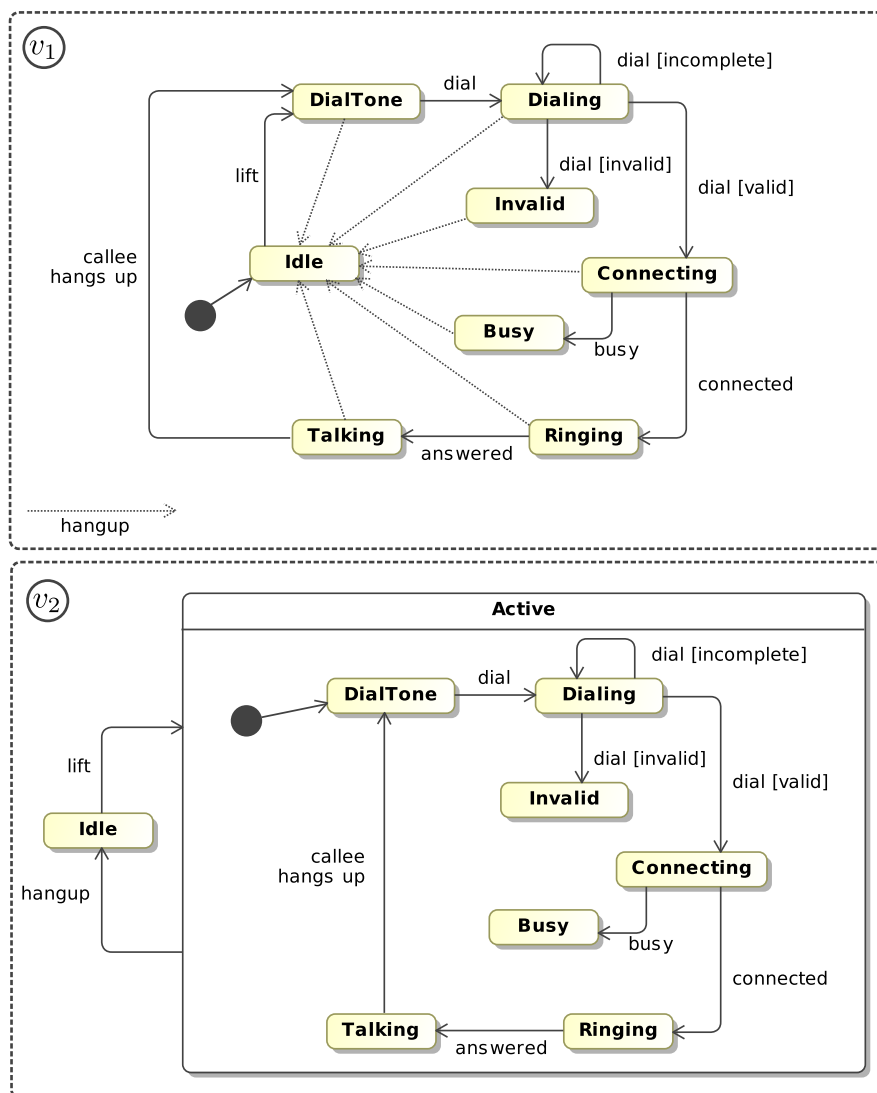 v1
dial [incomplete]
dial
DialTone
Dialing
dial [invalid]
lift
dial [valid]
Invalid
callee
hangs up
Idle
Connecting
Busy
busy
connected
Talking
Ringing
answered
hangup
v2
Active
dial [incomplete]
dial
DialTone
Dialing
dial [invalid]
lift
dial [valid]
Invalid
Idle
callee
hangs up
Connecting
hangup
Busy
busy
connected
Talking
Ringing
answered